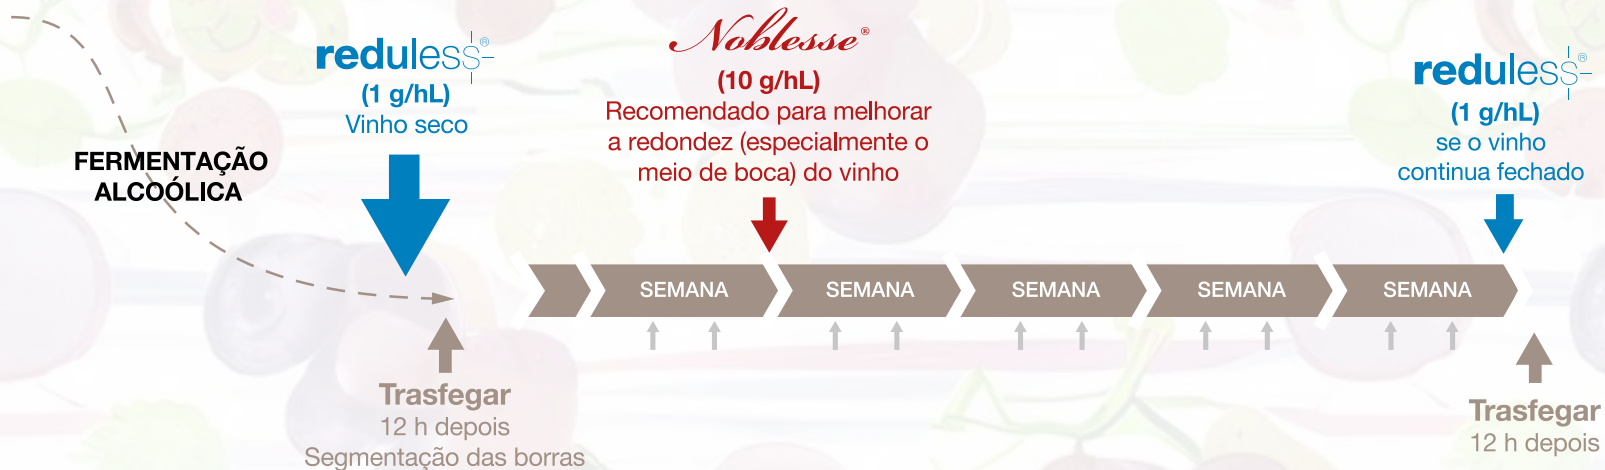 FERMENTAÇÃO
ALCOÓLICA
reduless®
(1 g/hL)
Vinho seco
Trasfegar
12 h depois
Segmentação das borras
Noblesse®
(10 g/hL)
Recomendado para melhorar
a redondez (especialmente o
meio de boca) do vinho
SEMANA
SEMANA
SEMANA
SEMANA
SEMANA
reduless®
(1 g/hL)
se o vinho
continua fechado
Trasfegar
12 h depois